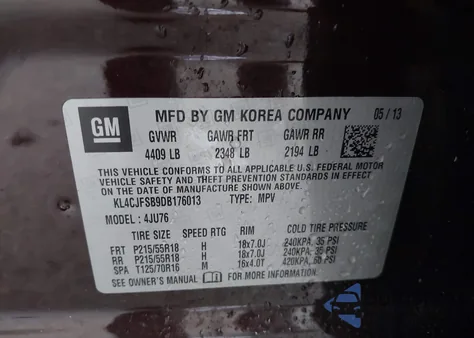 MFD BY GM KOREA COMPANY 05/13
GM
GVWR GAWR FRT GAWR RR
4409 LB 2348 LB 2194 LB
THIS VEHICLE CONFORMS TO ALL APPLICABLE U.S. FEDERAL MOTOR
VEHICLE SAFETY AND THEFT PREVENTION STANDARDS IN EFFECT
ON THE DATE OF MANUFACTURE SHOWN ABOVE.
KL4CJFSB9DB176013 TYPE: MPV
MODEL: 4JU76
TIRE SIZE SPEED RTG RIM COLD TIRE PRESSURE
FRT P215/55R18 H 18x7.0J 240KPA, 35 PSI
RR P215/55R18 H 18x7.0J 240KPA, 35 PSI
SPA T125/70R16 M 16x4.0T 420KPA, 60 PSI
SEE OWNER'S MANUAL FOR MORE INFORMATION.